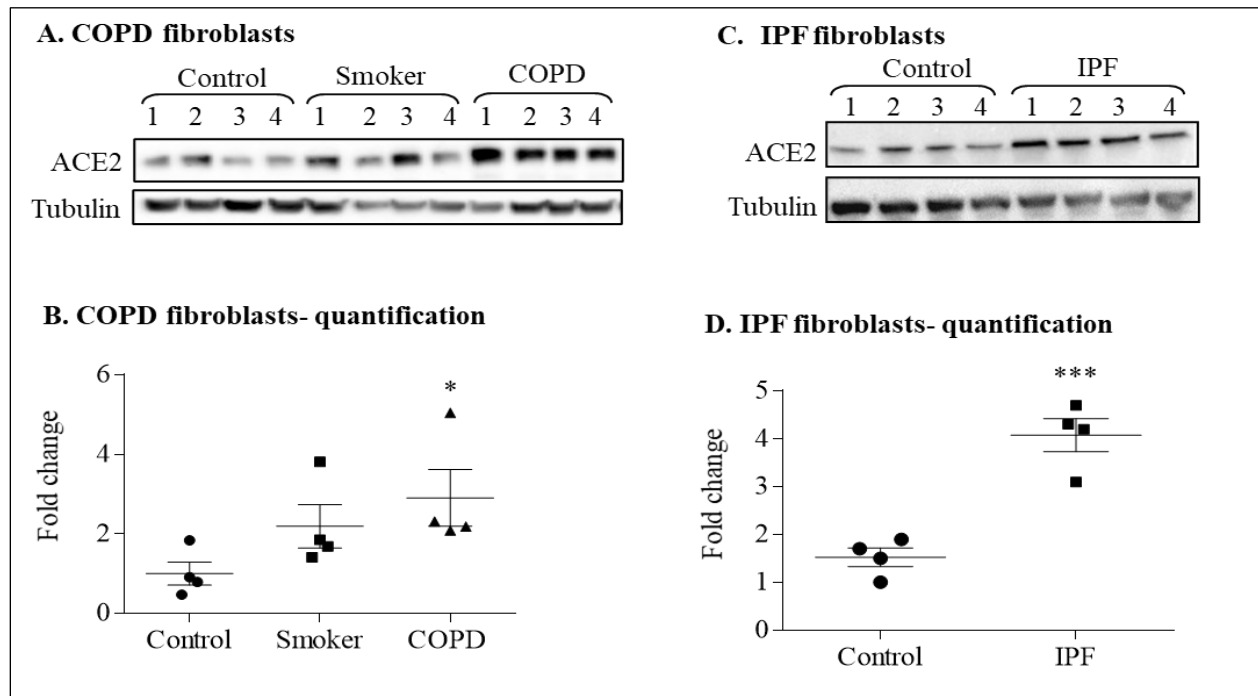 A. COPD fibroblasts
Control Smoker COPD
1 2 3 4 1 2 3 4 1 2 3 4
ACE2
Tubulin
B. COPD fibroblasts- quantification
Fold change
6
4
2
0
*
Control Smoker COPD
C. IPF fibroblasts
Control IPF
1 2 3 4 1 2 3 4
ACE2
Tubulin
D. IPF fibroblasts- quantification
Fold change
5
4
3
2
1
0
***
Control IPF